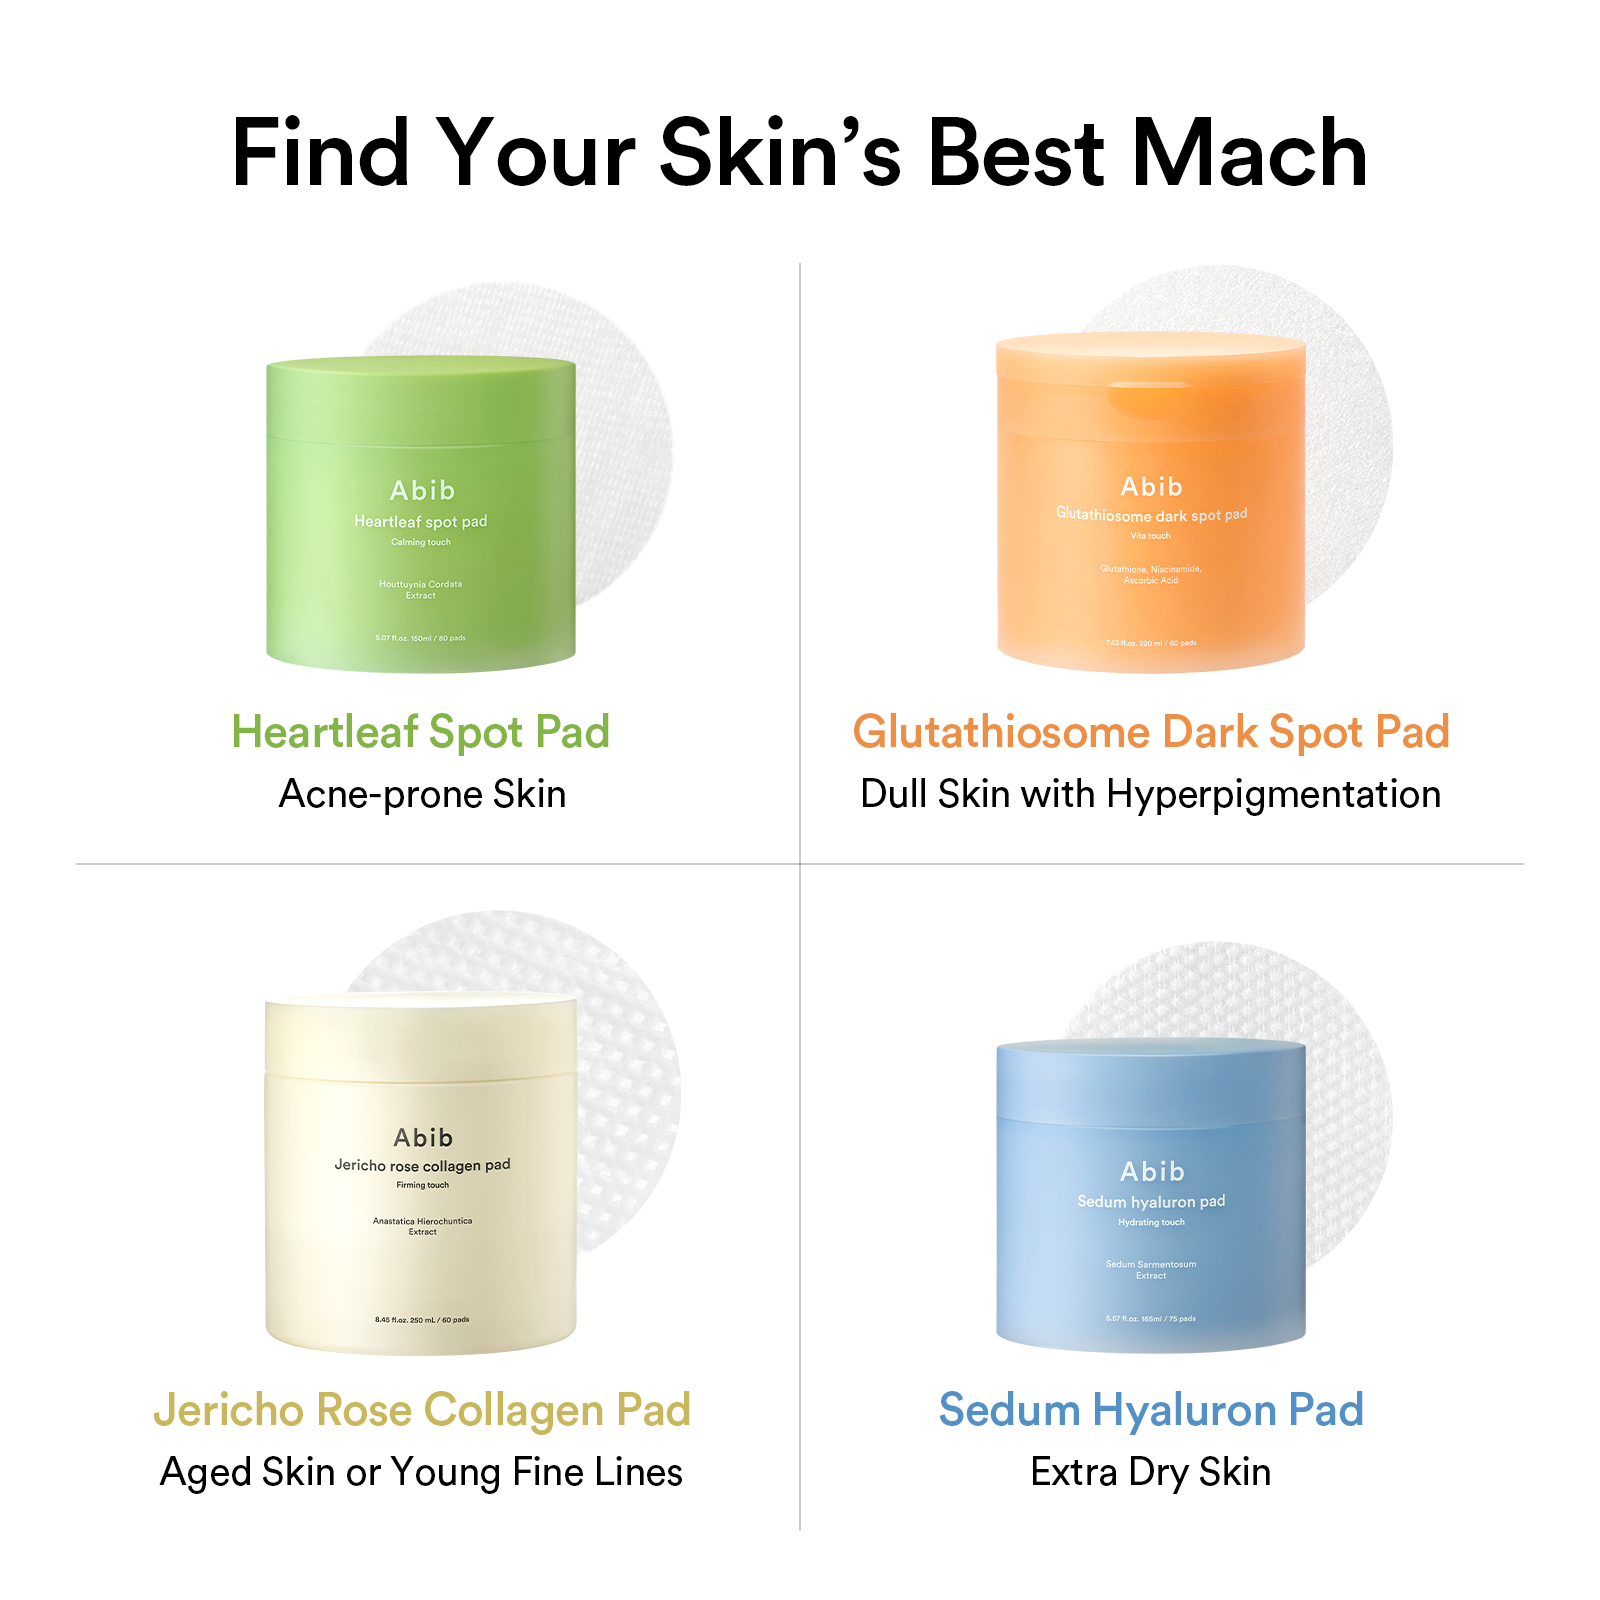 Find Your Skin’s Best Mach
Abib
Heartleaf spot pad
Calming touch
Houttuynia Cordata
Extract
5.07 fl.oz. 150ml / 80 pads
Heartleaf Spot Pad
Acne-prone Skin
Abib
Glutathiosome dark spot pad
Vita touch
Glutathione, Niacinamide,
Ascorbic Acid
7.43 fl.oz. 220 ml / 60 pads
Glutathiosome Dark Spot Pad
Dull Skin with Hyperpigmentation
Abib
Jericho rose collagen pad
Firming touch
Anastatica Hierochuntica
Extract
8.45 fl.oz. 250 mL / 60 pads
Jericho Rose Collagen Pad
Aged Skin or Young Fine Lines
Abib
Sedum hyaluron pad
Hydrating touch
Sedum Sarmentosum
Extract
5.57 fl.oz. 165ml / 75 pads
Sedum Hyaluron Pad
Extra Dry Skin